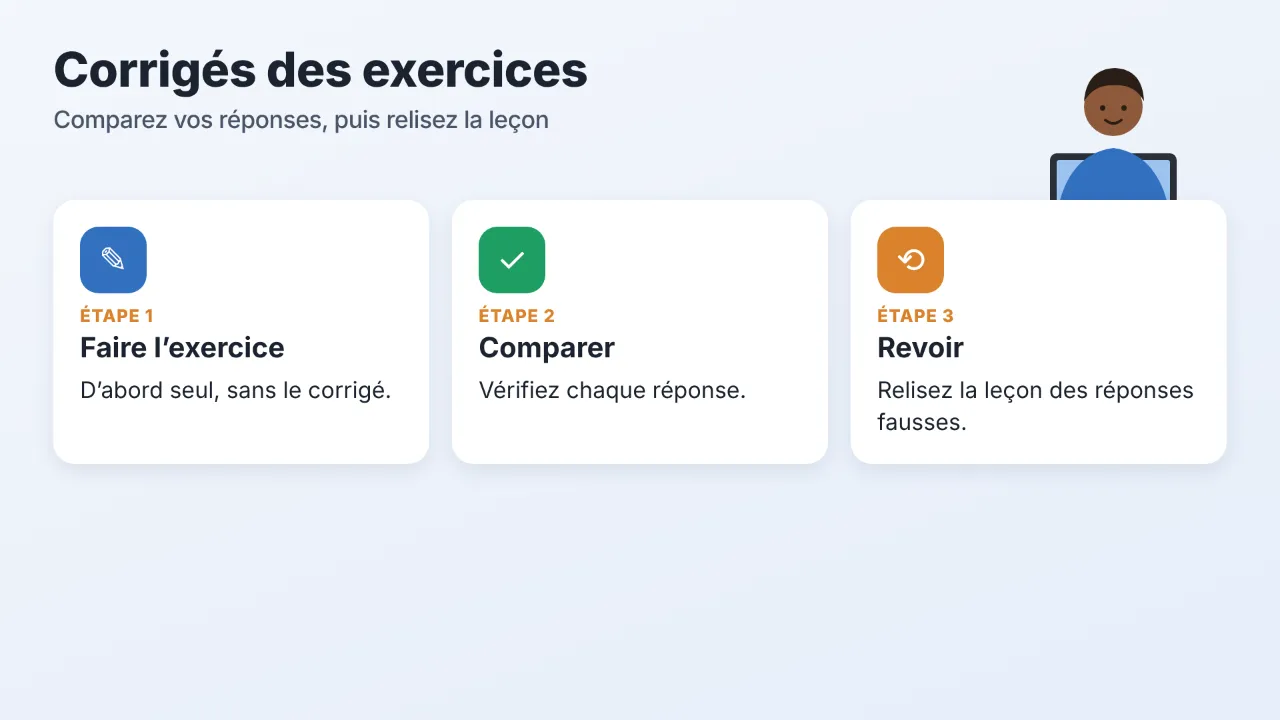 Corrigés des exercices
Comparez vos réponses, puis relisez la leçon
ÉTAPE 1
Faire l’exercice
D’abord seul, sans le corrigé.
ÉTAPE 2
Comparer
Vérifiez chaque réponse.
ÉTAPE 3
Revoir
Relisez la leçon des réponses
fausses.